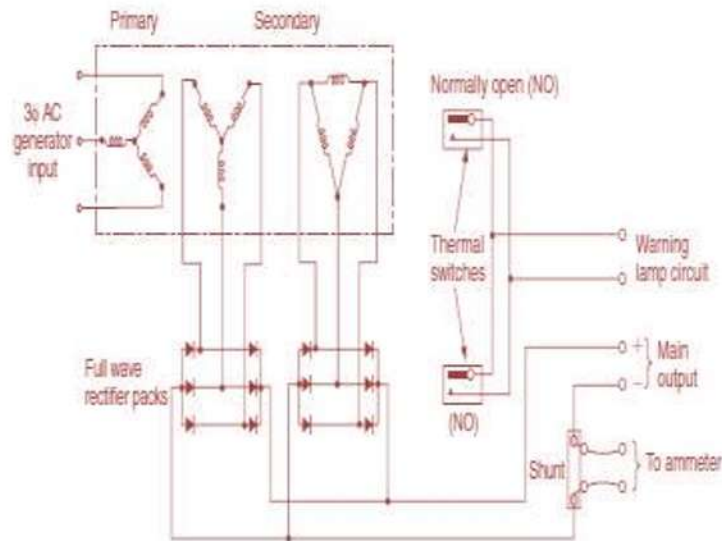 Primary
Secondary
3ö AC
generator
input
Normally open (NO)
Thermal
switches
Warning
lamp circuit
Full wave
rectifier packs
+
Main
−
output
(NO)
Shunt
To ammeter